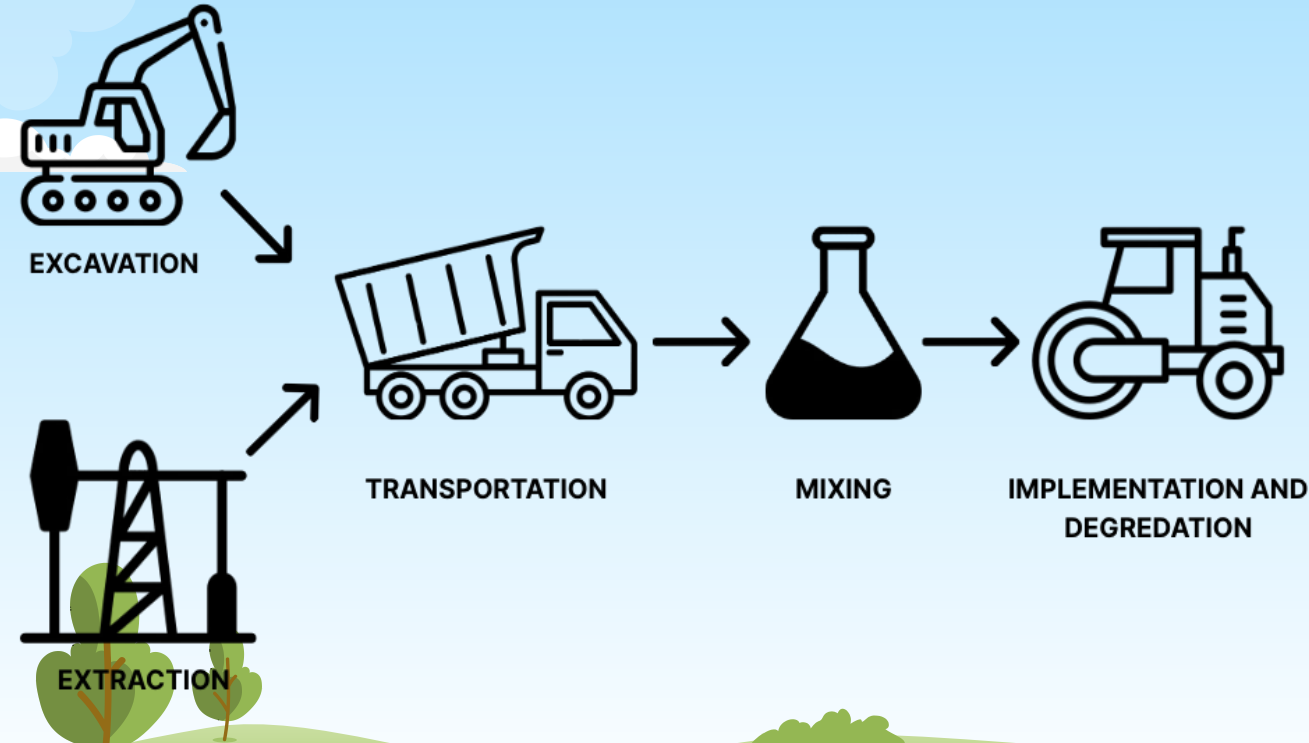 EXCAVATION
EXTRACTION
TRANSPORTATION
MIXING
IMPLEMENTATION AND
DEGREDATION